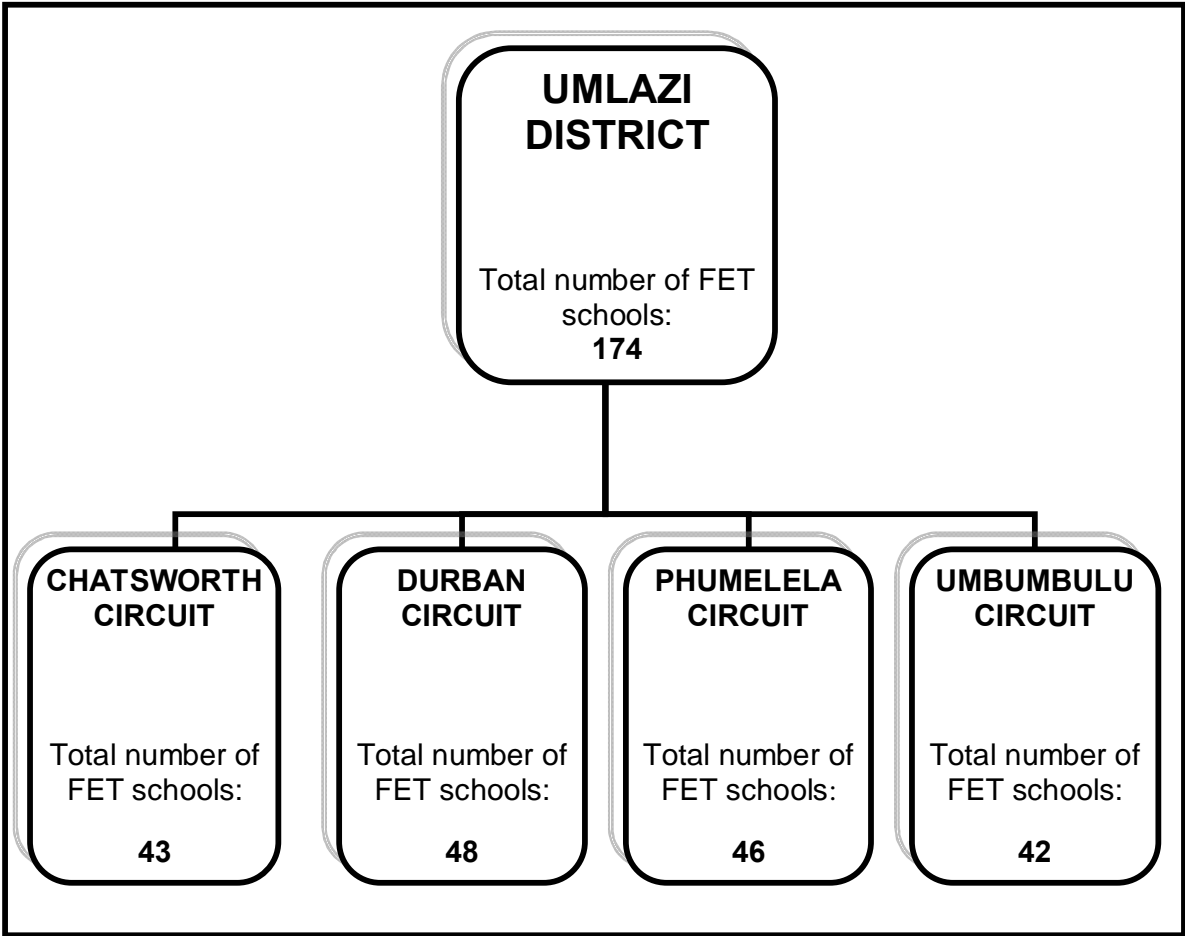 UMLAZI
DISTRICT
Total number of FET
schools:
174
CHATSWORTH
CIRCUIT
Total number of
FET schools:
43
DURBAN
CIRCUIT
Total number of
FET schools:
48
PHUMELELA
CIRCUIT
Total number of
FET schools:
46
UMBUMBULU
CIRCUIT
Total number of
FET schools:
42